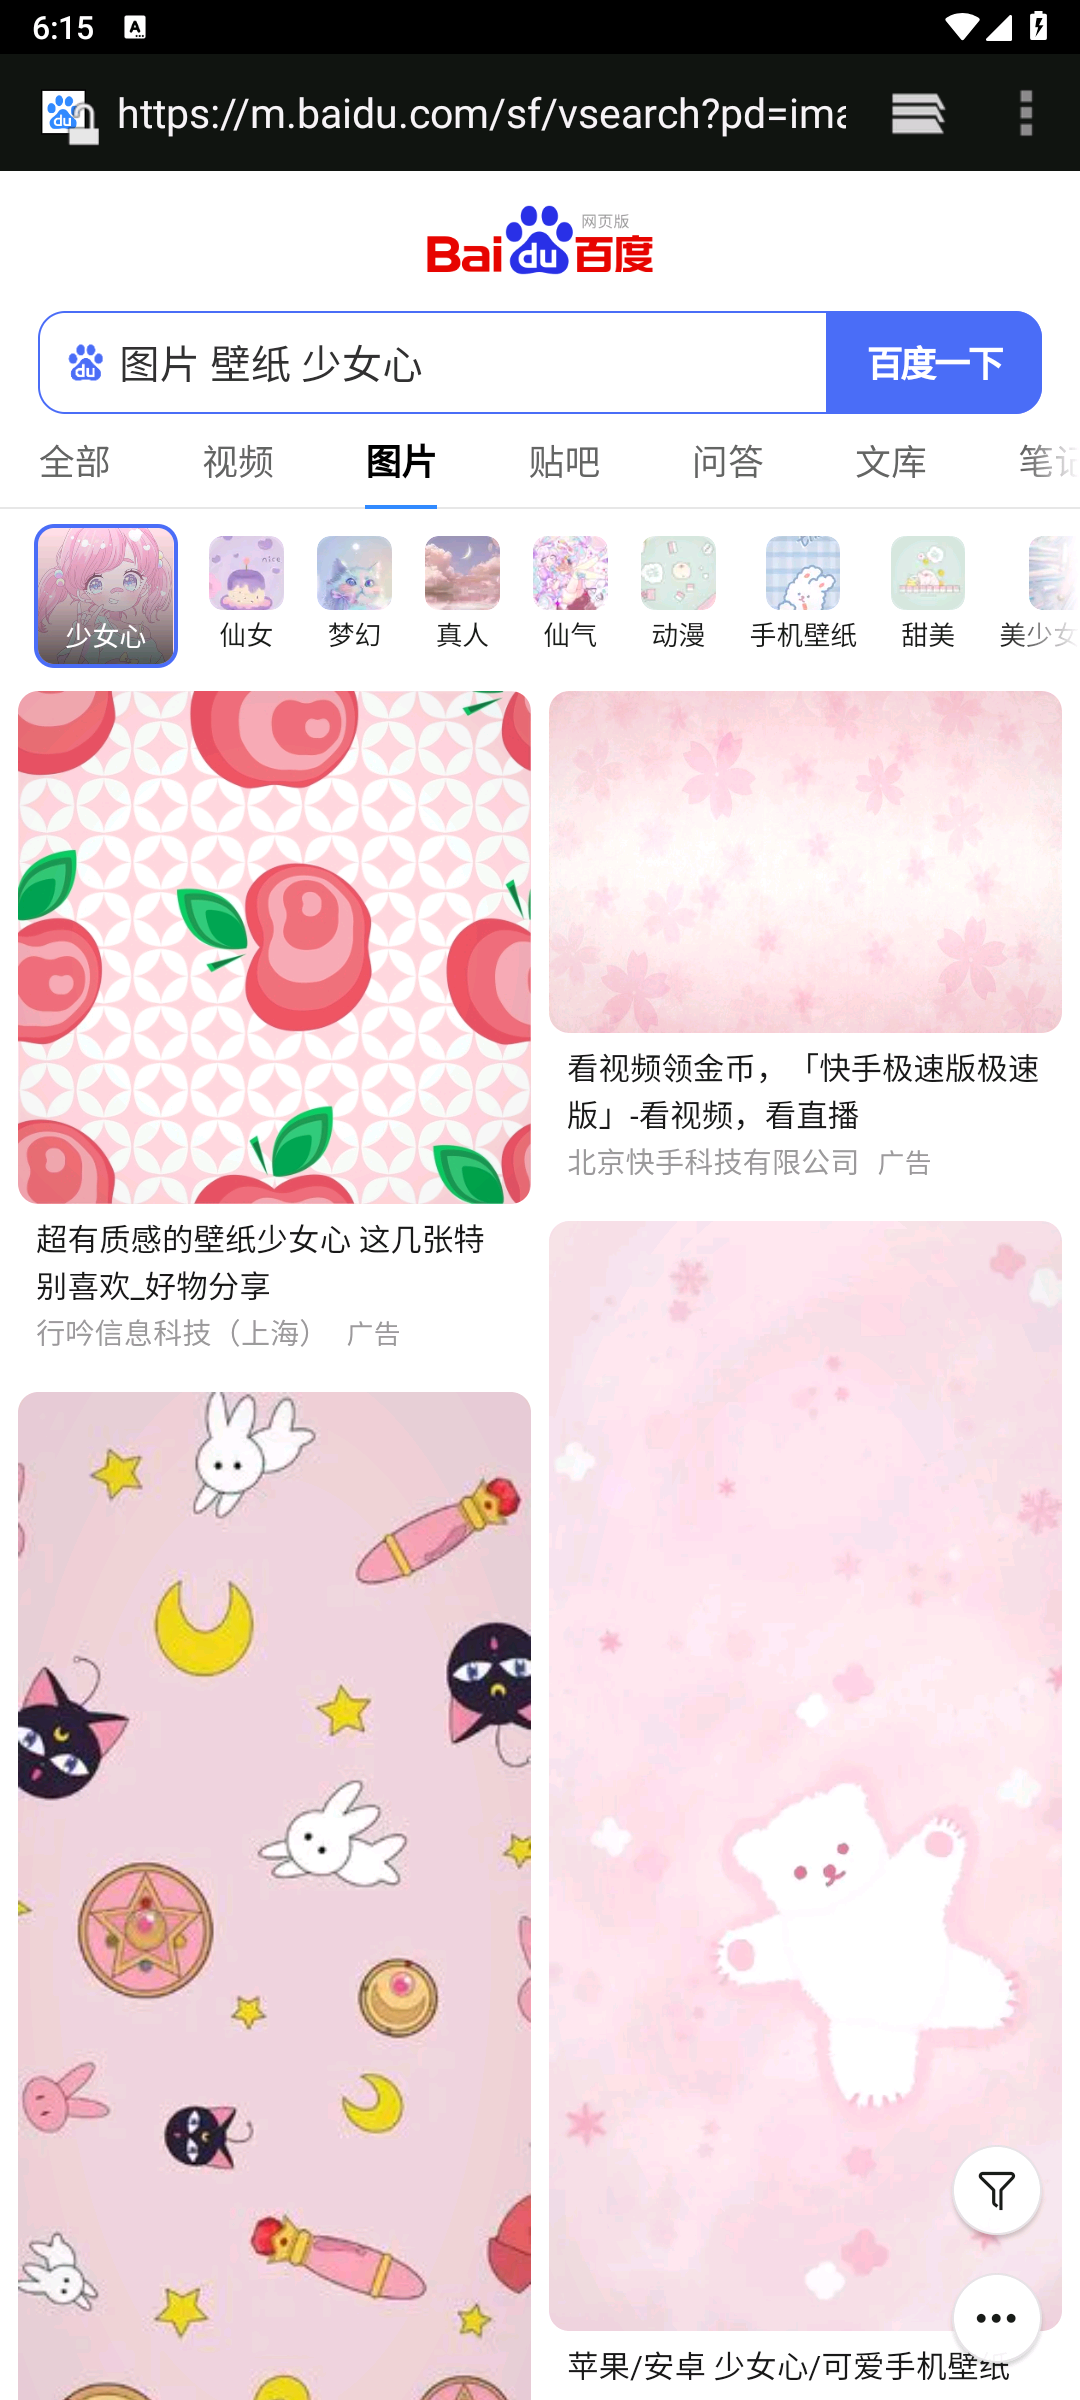 6:15
https://m.baidu.com/sf/vsearch?pd=ima
Bai du 百度 网页版
du 图片 壁纸 少女心 百度一下
全部 视频 图片 贴吧 问答 文库 笔记
少女心 仙女 梦幻 真人 仙气 动漫 手机壁纸 甜美 美少女
超有质感的壁纸少女心 这几张特
别喜欢_好物分享
行吟信息科技（上海） 广告
看视频领金币，「快手极速版极速
版」-看视频，看直播
北京快手科技有限公司 广告
苹果/安卓 少女心/可爱手机壁纸